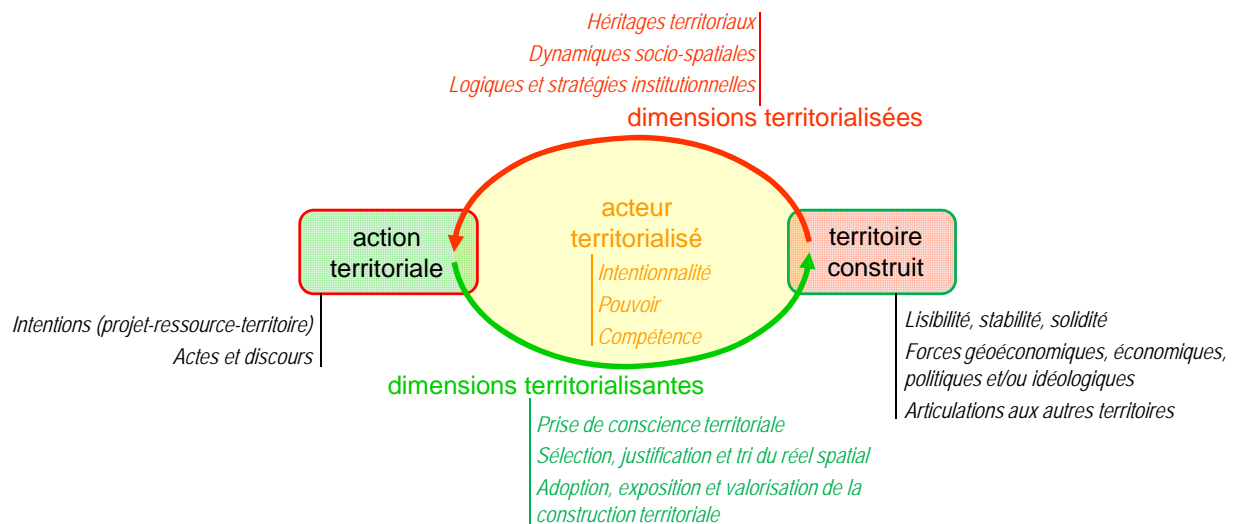 Héritages territoriaux
Dynamiques socio-spatiales
Logiques et stratégies institutionnelles
dimensions territorialisées
acteur
territorialisé
Intentionnalité
Pouvoir
Compétence
action
territoriale
territoire
construit
Intentions (projet-ressource-territoire)
Actes et discours
Lisibilité, stabilité, solidité
Forces géoéconomiques, économiques,
politiques et/ou idéologiques
Articulations aux autres territoires
dimensions territorialisantes
Prise de conscience territoriale
Sélection, justification et tri du réel spatial
Adoption, exposition et valorisation de la
construction territoriale